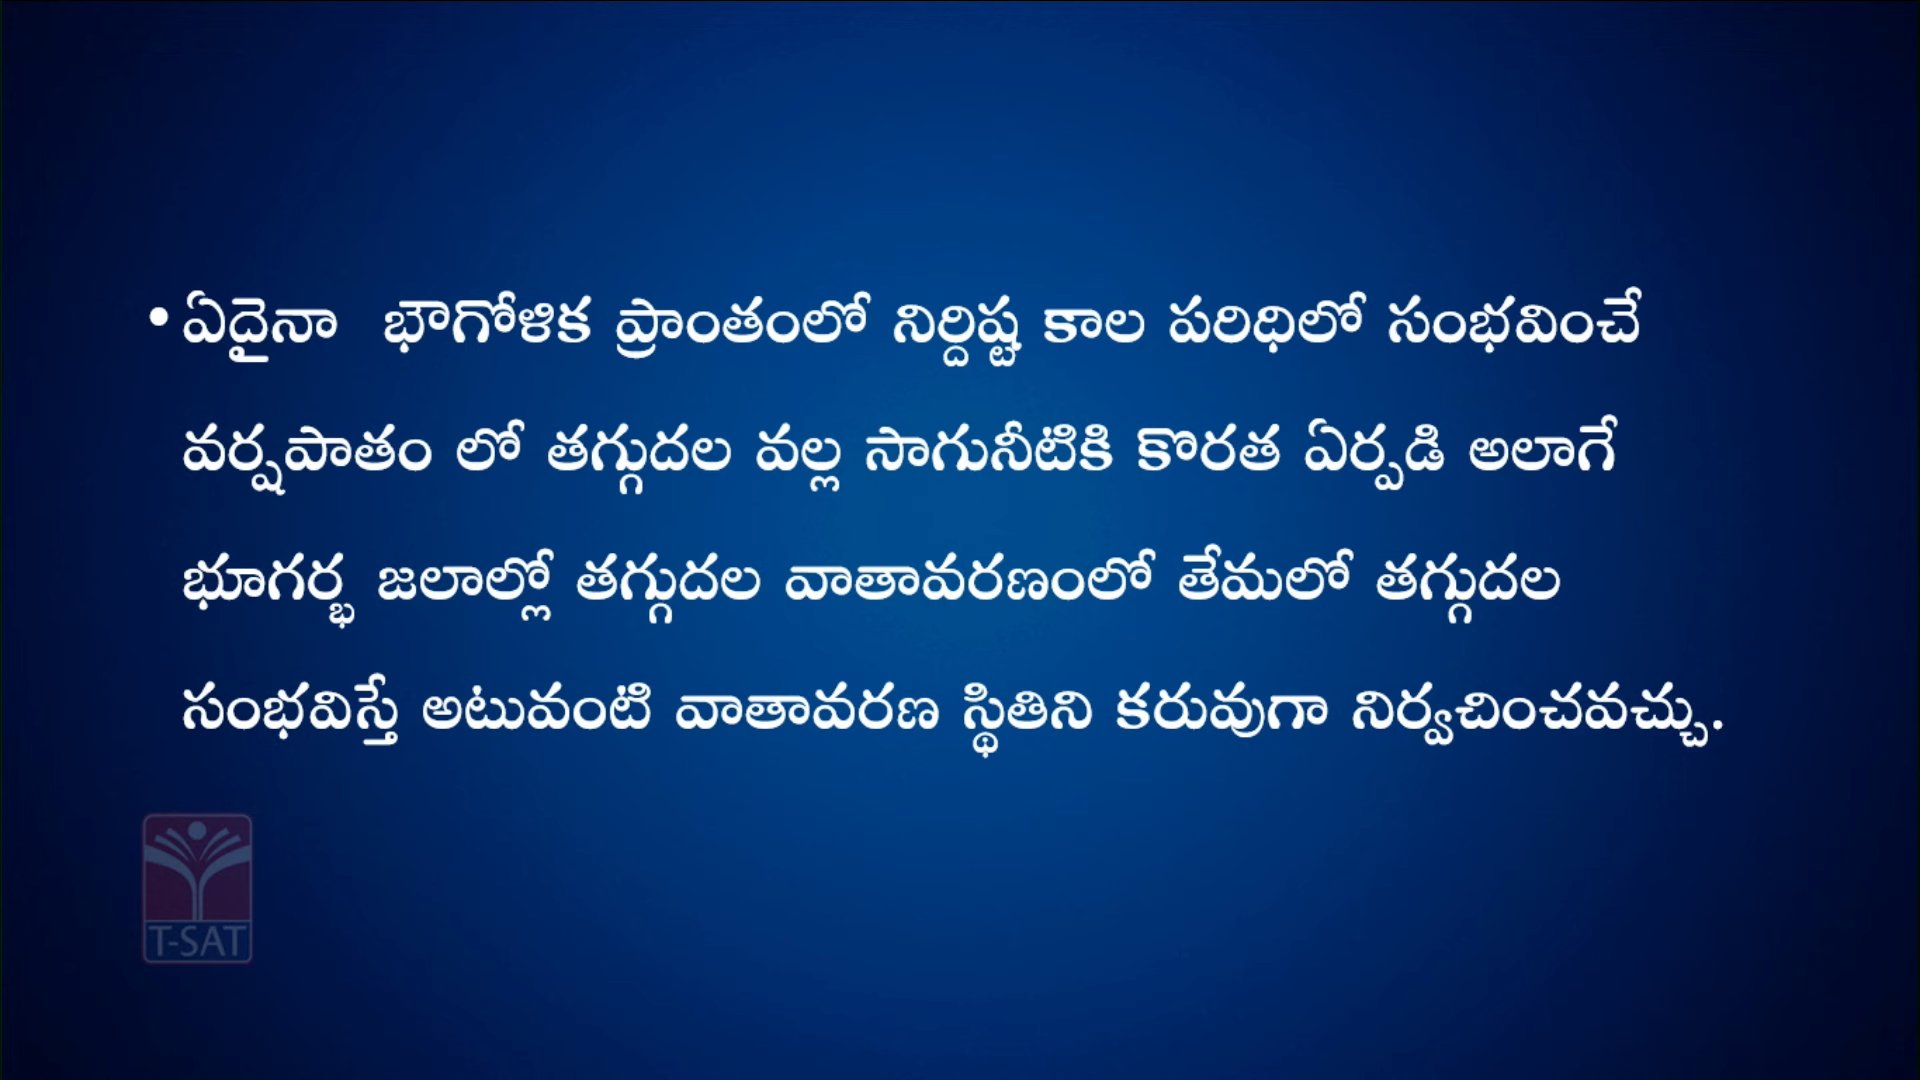 • ఏదైనా భౌగోళిక ప్రాంతంలో నిర్దిష్ట కాల పరిధిలో సంభవించే
వర్షపాతం లో తగ్గుదల వల్ల సాగునీటికి కొరత ఏర్పడి అలాగే
భూగర్భ జలాల్లో తగ్గుదల వాతావరణంలో తేమలో తగ్గుదల
సంభవిస్తే అటువంటి వాతావరణ స్థితిని కరువుగా నిర్వచించవచ్చు.
T-SAT